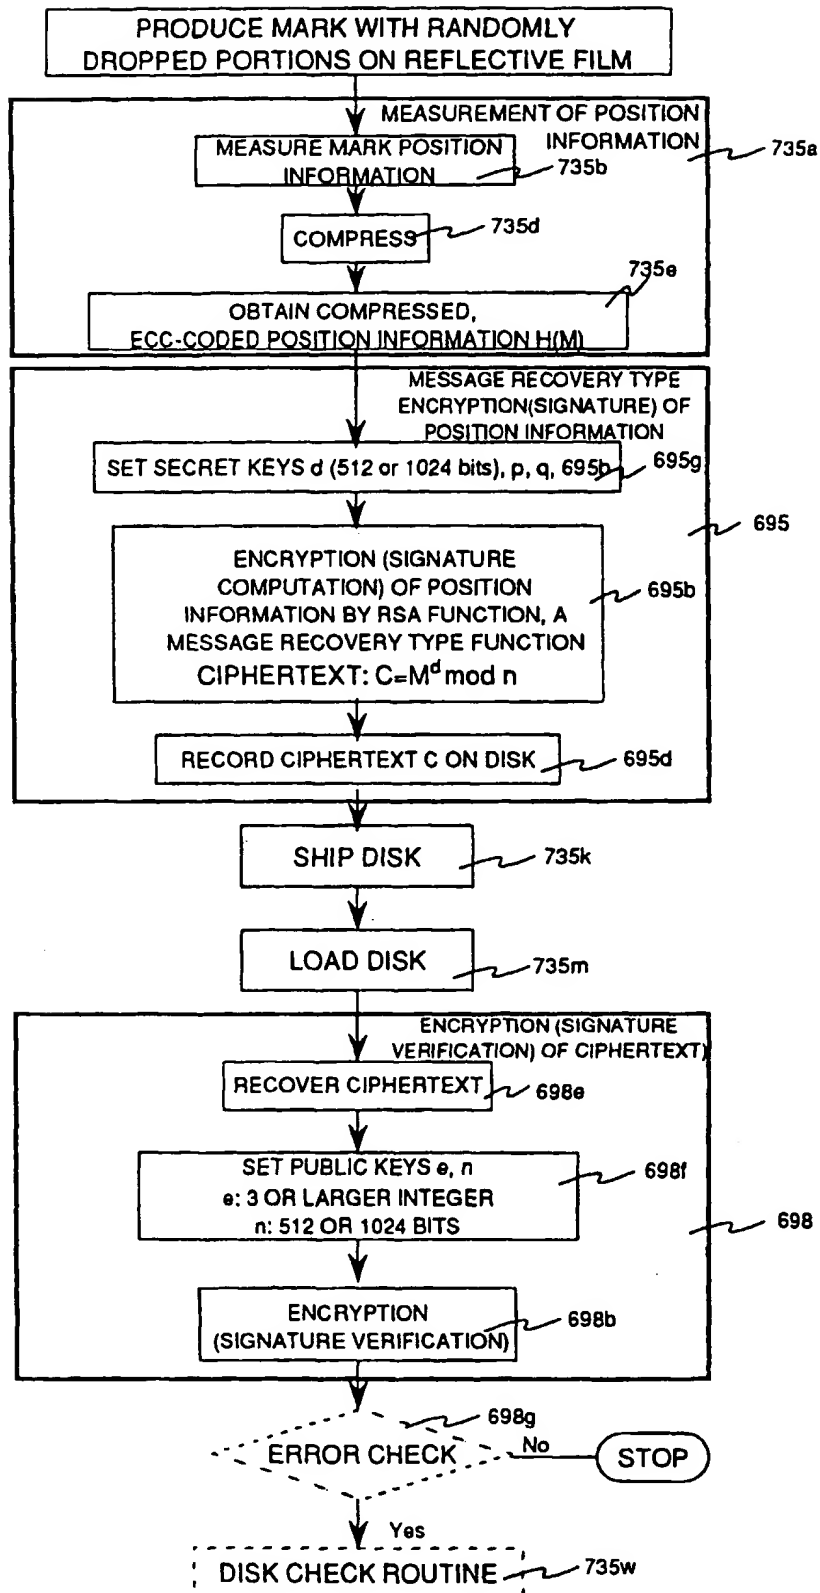 PRODUCE MARK WITH RANDOMLY
DROPPED PORTIONS ON REFLECTIVE FILM
MEASUREMENT OF POSITION
INFORMATION
735a
MEASURE MARK POSITION
INFORMATION
735b
COMPRESS
735d
735e
OBTAIN COMPRESSED,
ECC-CODED POSITION INFORMATION H(M)
MESSAGE RECOVERY TYPE
ENCRYPTION(SIGNATURE) OF
POSITION INFORMATION
SET SECRET KEYS d (512 or 1024 bits), p, q, 695b
695g
695
ENCRYPTION (SIGNATURE
COMPUTATION) OF POSITION
INFORMATION BY RSA FUNCTION, A
MESSAGE RECOVERY TYPE FUNCTION
CIPHERTEXT: C=M^d mod n
695b
RECORD CIPHERTEXT C ON DISK
695d
SHIP DISK
735k
LOAD DISK
735m
ENCRYPTION (SIGNATURE
VERIFICATION) OF CIPHERTEXT)
RECOVER CIPHERTEXT
698e
SET PUBLIC KEYS e, n
e: 3 OR LARGER INTEGER
n: 512 OR 1024 BITS
698f
698
ENCRYPTION
(SIGNATURE VERIFICATION)
698b
698g
ERROR CHECK
No
STOP
Yes
DISK CHECK ROUTINE
735w